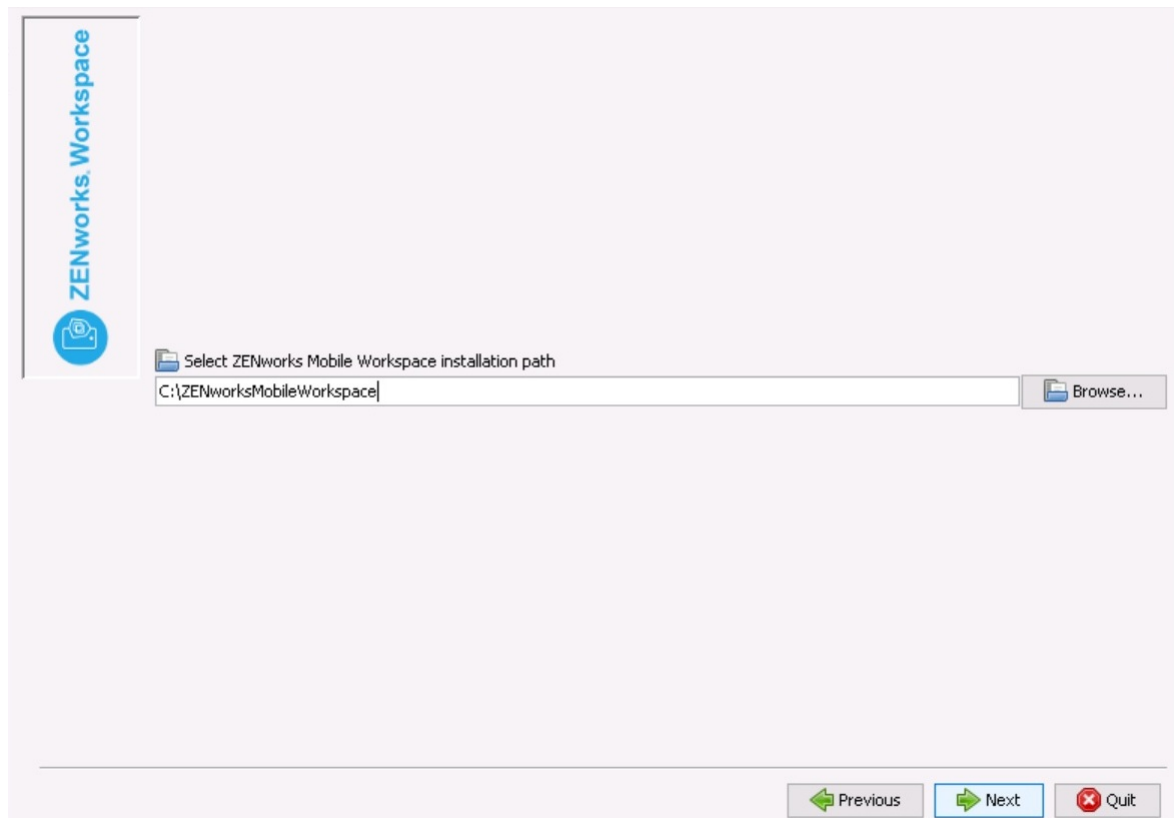 ZENworks. Workspace
Select ZENworks Mobile Workspace installation path
C:\ZENworksMobileWorkspace
Browse...
Previous
Next
Quit